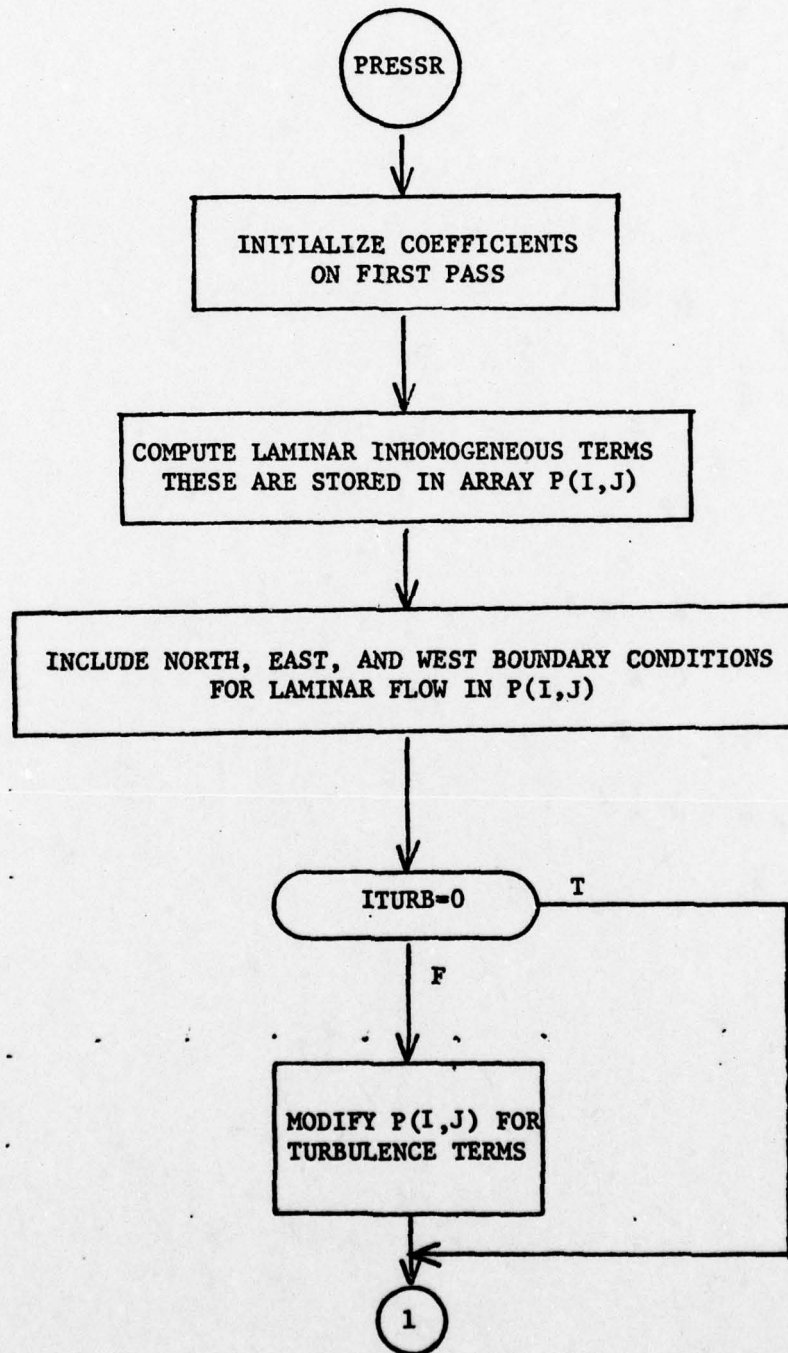 PRESSR
INITIALIZE COEFFICIENTS
ON FIRST PASS
COMPUTE LAMINAR INHOMOGENEOUS TERMS
THESE ARE STORED IN ARRAY P(I,J)
INCLUDE NORTH, EAST, AND WEST BOUNDARY CONDITIONS
FOR LAMINAR FLOW IN P(I,J)
ITURB=0
T
F
MODIFY P(I,J) FOR
TURBULENCE TERMS
1